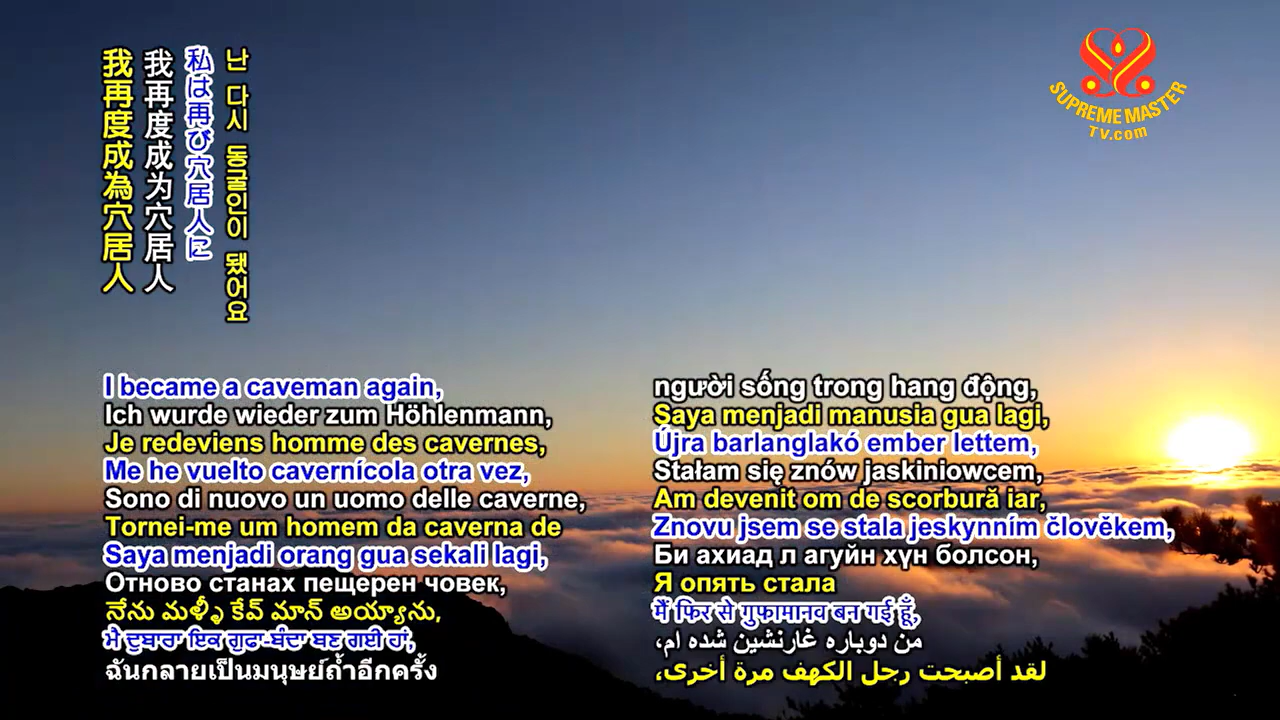 我再度成為穴居人
我再度成为穴居人
私は再び穴居人に
난 다시 동굴인이 됐어요
SUPREME MASTER
TV.com
I became a caveman again,
Ich wurde wieder zum Höhlenmann,
Je redeviens homme des cavernes,
Me he vuelto cavernícola otra vez,
Sono di nuovo un uomo delle caverne,
Tornei-me um homem da caverna de
Saya menjadi orang gua sekali lagi,
Отново станах пещерен човек,
నేను మళ్ళీ కేవ్ మాన్ అయ్యాను,
ਮੈਂ ਦੁਬਾਰਾ ਇਕ ਗੁਫਾ-ਬੰਦਾ ਬਣ ਗਈ ਹਾਂ,
ฉันกลายเป็นมนุษย์ถ้ำอีกครั้ง
người sống trong hang động,
Saya menjadi manusia gua lagi,
Újra barlanglakó ember lettem,
Stałam się znów jaskiniowcem,
Am devenit om de scorbură iar,
Znovu jsem se stala jeskynním člověkem,
Би ахиад л агуйн хүн болсон,
Я опять стала
मैं फिर से गुफामानव बन गई हूँ,
من دوباره غارنشین شده ام،
لقد أصبحت رجل الكهف مرة أخرى،